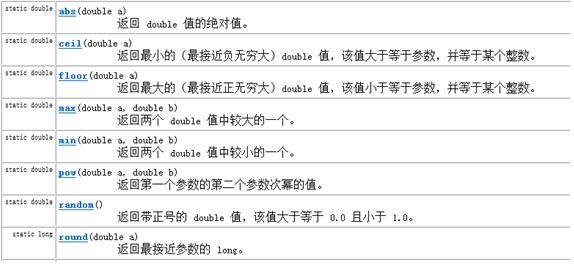 static double abs(double a)
返回 double 值的绝对值。
static double ceil(double a)
返回最小的（最接近负无穷大）double 值，该值大于等于参数，并等于某个整数。
static double floor(double a)
返回最大的（最接近正无穷大）double 值，该值小于等于参数，并等于某个整数。
static double max(double a, double b)
返回两个 double 值中较大的一个。
static double min(double a, double b)
返回两个 double 值中较小的一个。
static double pow(double a, double b)
返回第一个参数的第二个参数次幂的值。
static double random()
返回带正号的 double 值，该值大于等于 0.0 且小于 1.0。
static long round(double a)
返回最接近参数的 long。